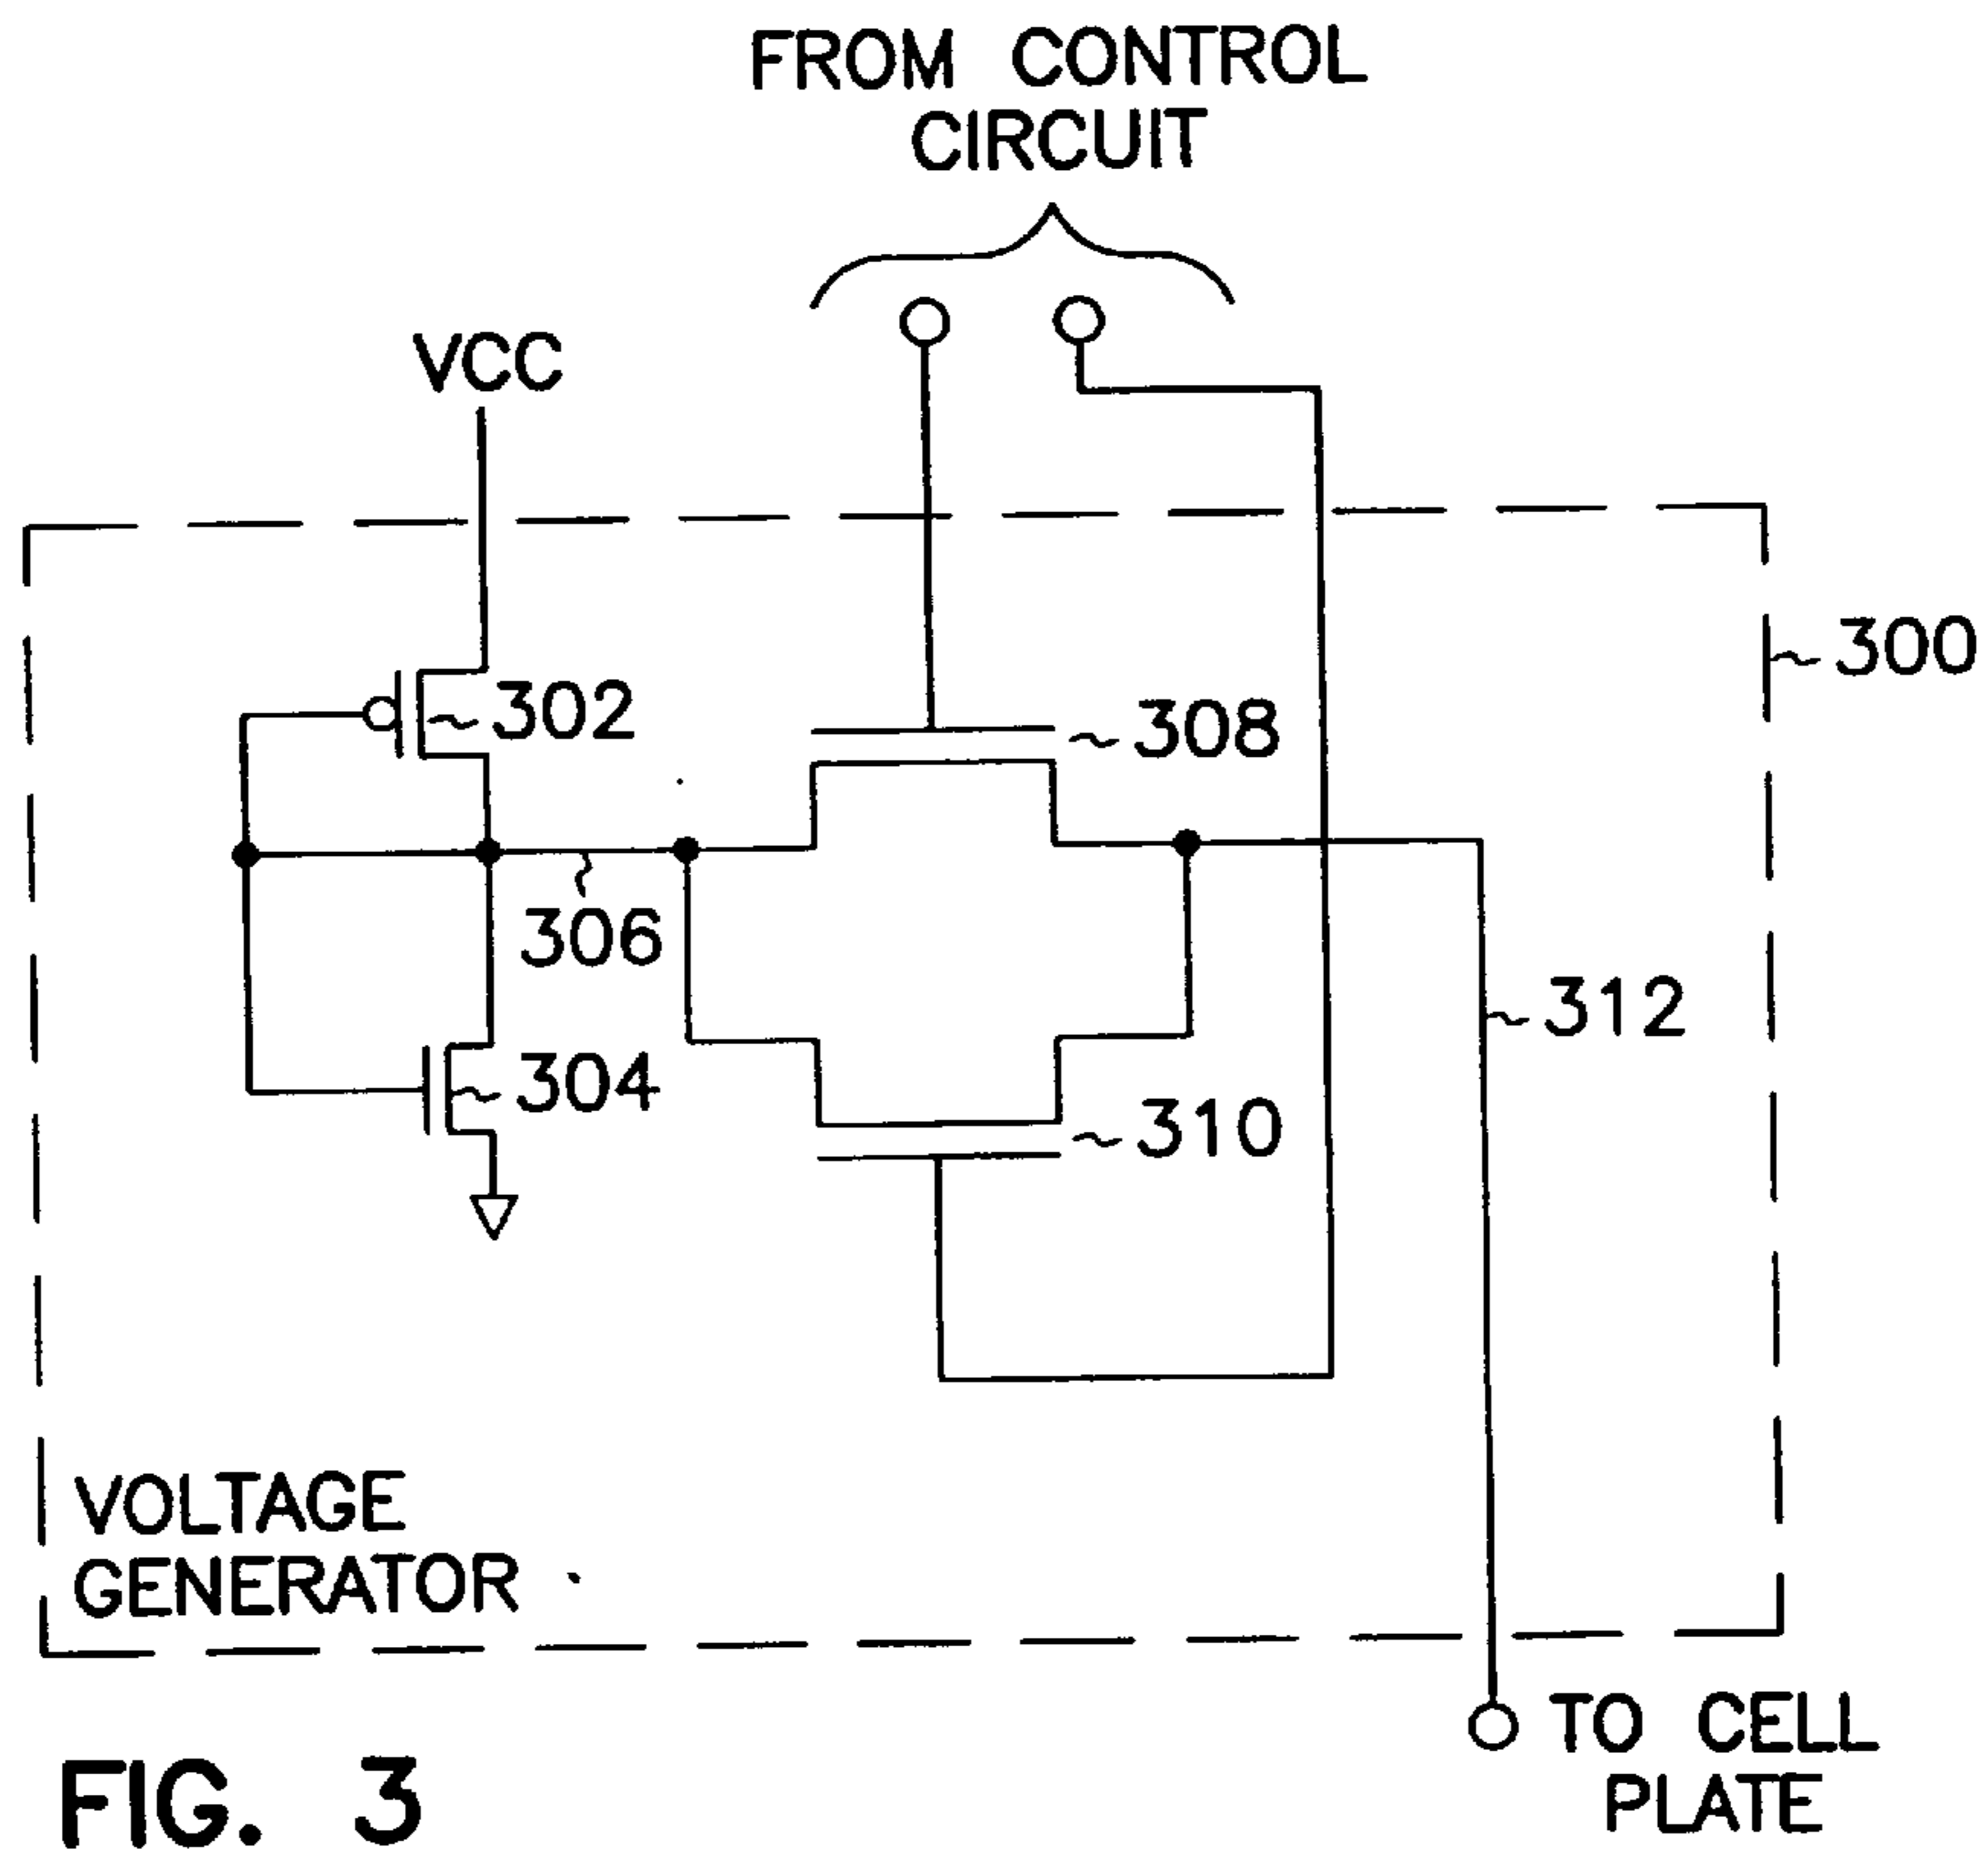 FROM CONTROL
CIRCUIT
VCC
300
302
308
306
312
304
310
VOLTAGE
GENERATOR
TO CELL
PLATE
FIG. 3